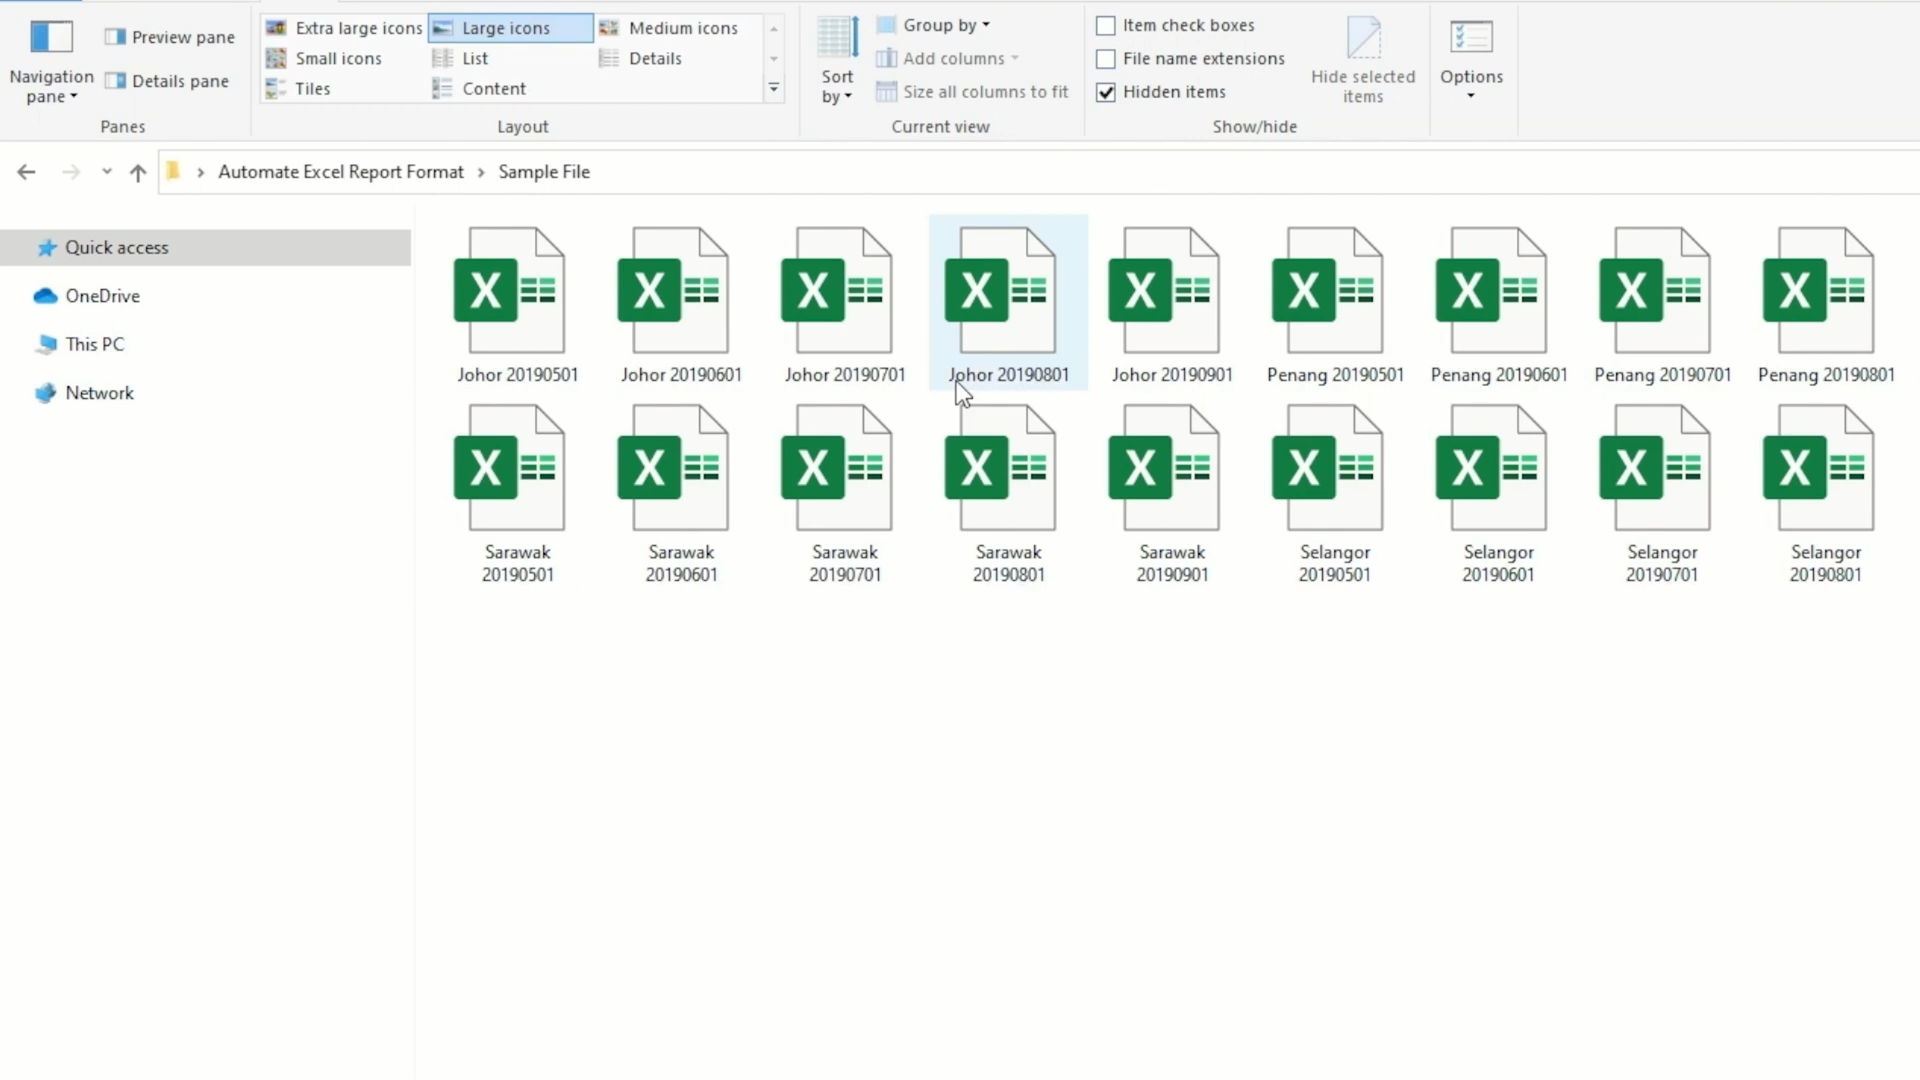 Navigation pane
Preview pane
Details pane
Panes
Extra large icons
Large icons
Medium icons
Small icons
List
Details
Tiles
Content
Layout
Sort by
Group by
Add columns
Size all columns to fit
Current view
Item check boxes
File name extensions
Hidden items
Hide selected items
Show/hide
Options
Automate Excel Report Format > Sample File
Quick access
OneDrive
This PC
Network
Johor 20190501
Johor 20190601
Johor 20190701
Johor 20190801
Johor 20190901
Penang 20190501
Penang 20190601
Penang 20190701
Penang 20190801
Sarawak 20190501
Sarawak 20190601
Sarawak 20190701
Sarawak 20190801
Sarawak 20190901
Selangor 20190501
Selangor 20190601
Selangor 20190701
Selangor 20190801